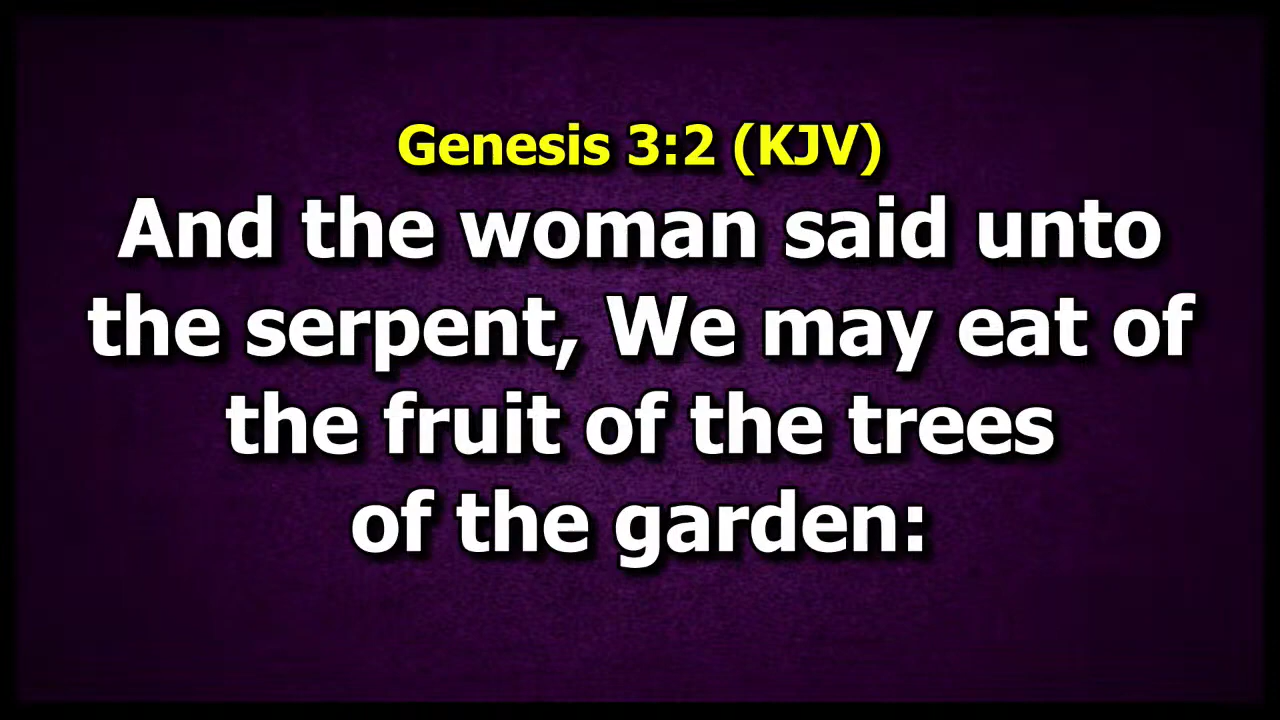 Genesis 3:2 (KJV)
And the woman said unto
the serpent, We may eat of
the fruit of the trees
of the garden: